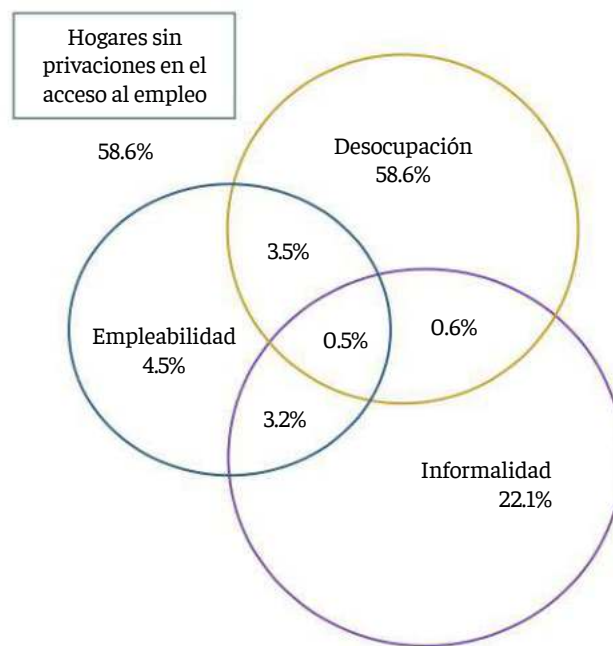 Hogares sin
privaciones en el
acceso al empleo
58.6%
Desocupación
58.6%
3.5%
Empleabilidad
4.5%
0.5%
0.6%
3.2%
Informalidad
22.1%